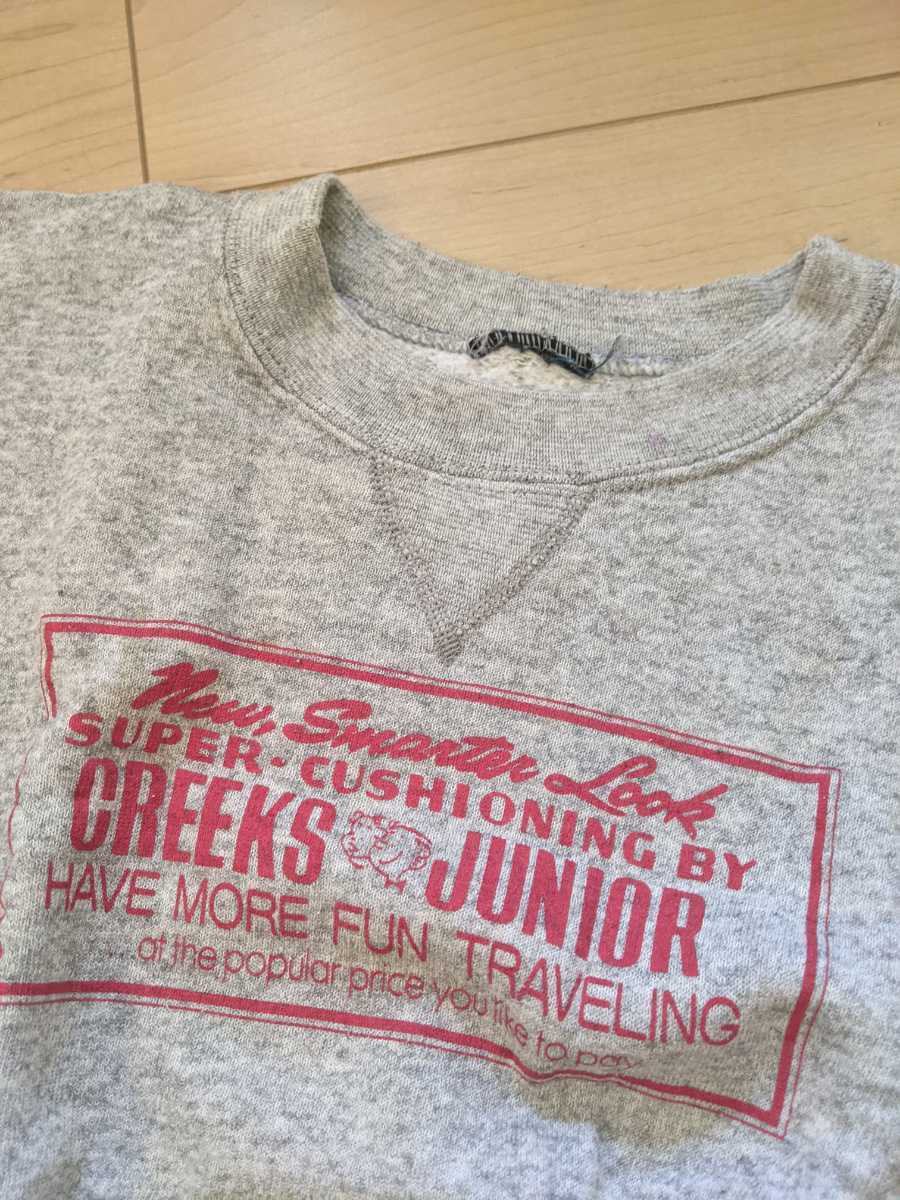 New, Smarter Look
SUPER-CUSHIONING BY
CREEKS JUNIOR
HAVE MORE FUN TRAVELING
... at the popular price you like to pay